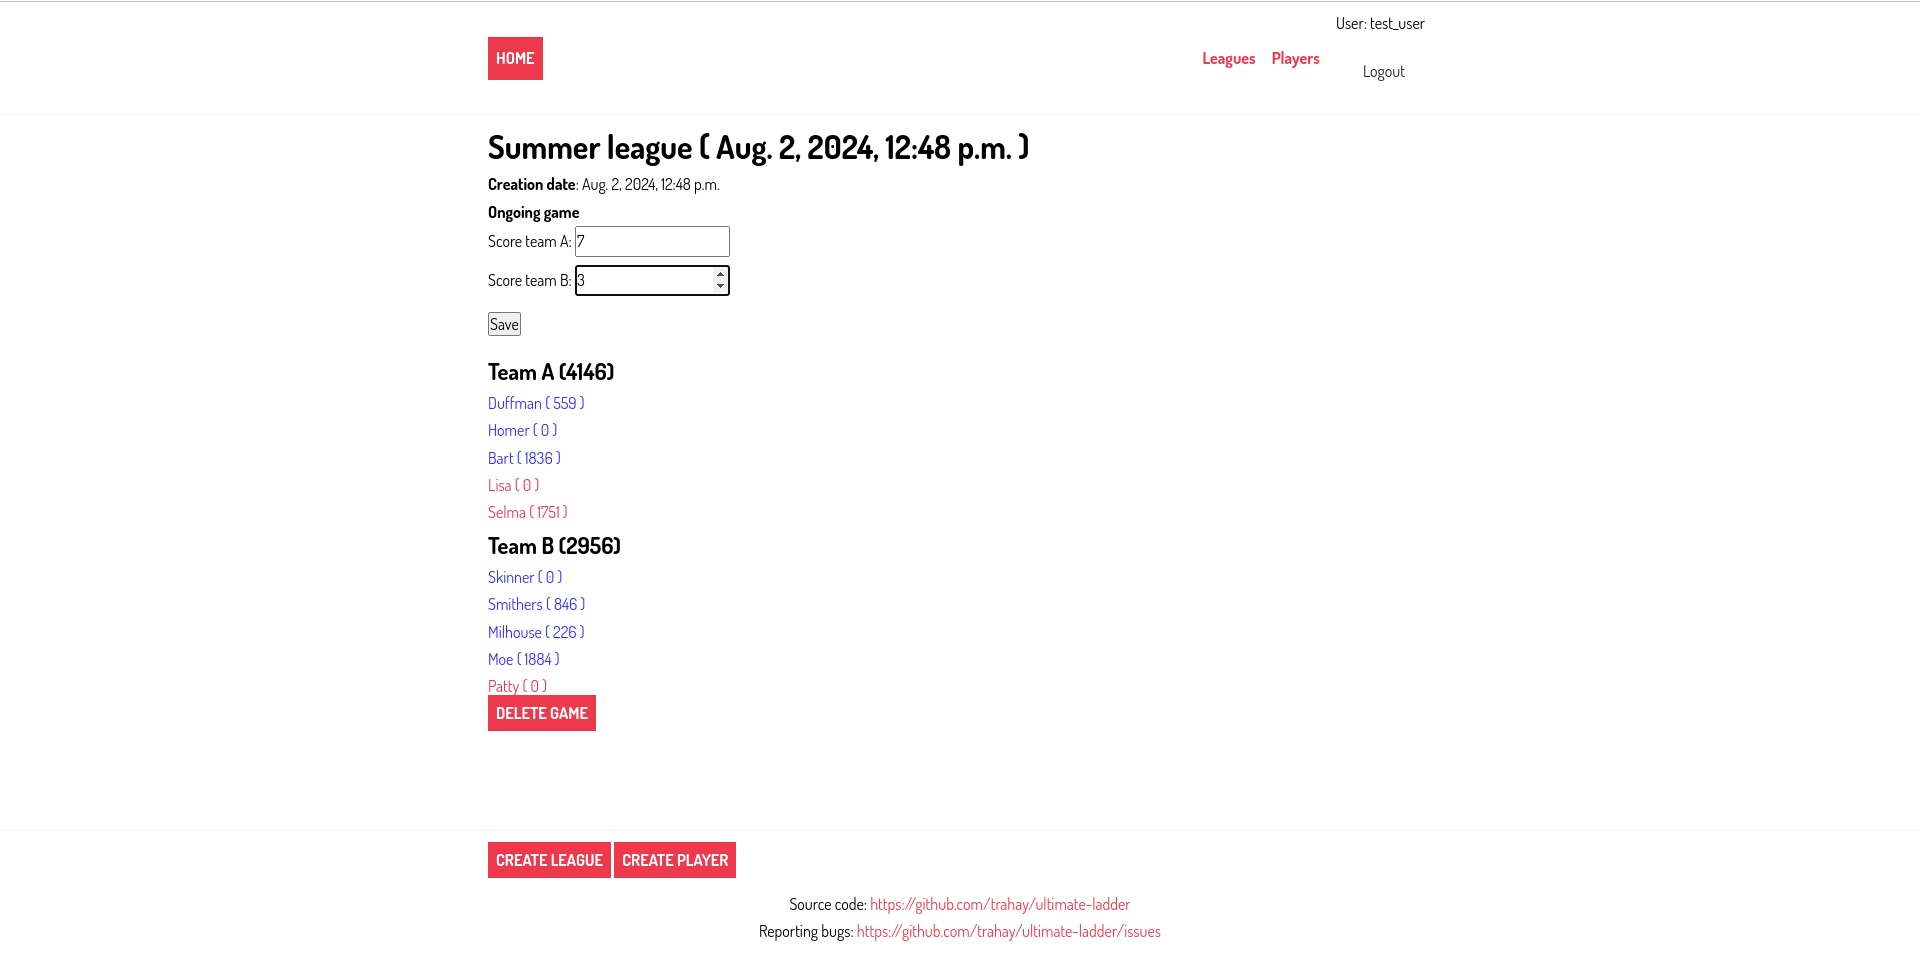 User: test_user
HOME
Leagues Players
Logout
Summer league ( Aug. 2, 2024, 12:48 p.m. )
Creation date: Aug. 2, 2024, 12:48 p.m.
Ongoing game
Score team A: 7
Score team B: 3
Save
Team A (4146)
Duffman ( 559 )
Homer ( 0 )
Bart ( 1836 )
Lisa ( 0 )
Selma ( 1751 )
Team B (2956)
Skinner ( 0 )
Smithers ( 846 )
Milhouse ( 226 )
Moe ( 1884 )
Patty ( 0 )
DELETE GAME
CREATE LEAGUE CREATE PLAYER
Source code: https://github.com/trahay/ultimate-ladder
Reporting bugs: https://github.com/trahay/ultimate-ladder/issues